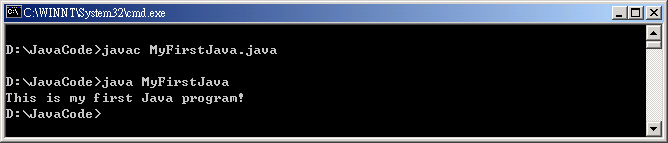 C:\WINNT\System32\cmd.exe
D:\JavaCode>javac MyFirstJava.java
D:\JavaCode>java MyFirstJava
This is my first Java program!
D:\JavaCode>